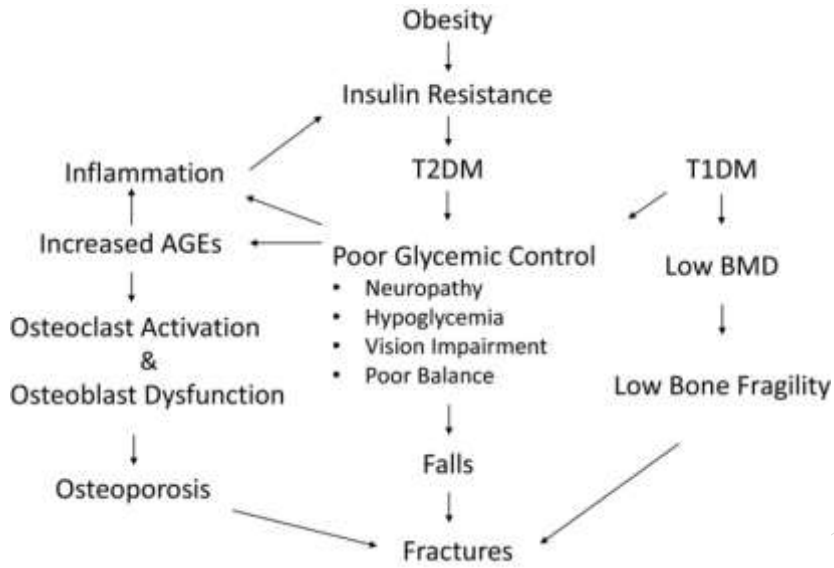 Obesity
Insulin Resistance
Inflammation
T2DM
T1DM
Increased AGEs
Poor Glycemic Control
• Neuropathy
• Hypoglycemia
• Vision Impairment
• Poor Balance
Low BMD
Osteoclast Activation
&
Osteoblast Dysfunction
Low Bone Fragility
Falls
Osteoporosis
Fractures